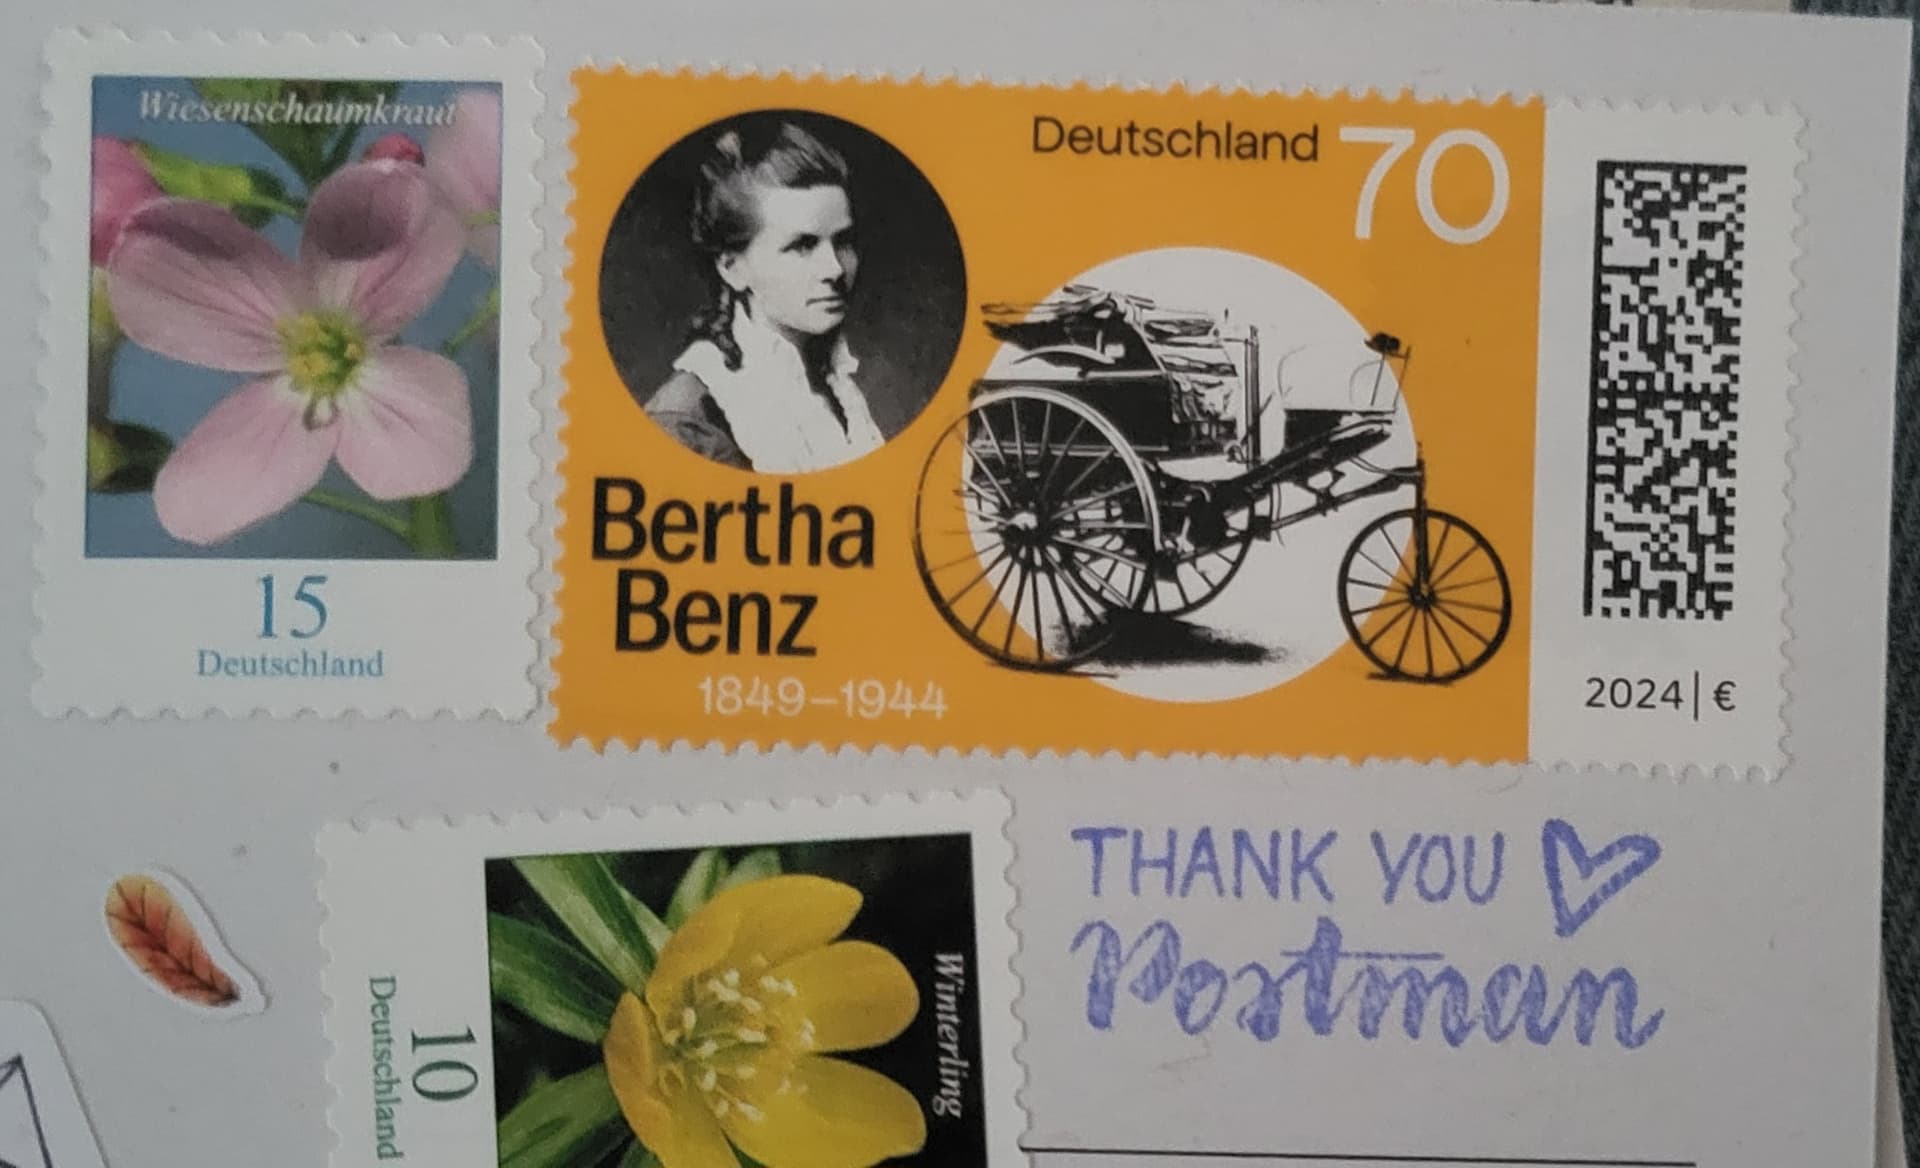 Wiesenschaumkraut
15
Deutschland
Deutschland 70
Bertha
Benz
1849–1944
2024|€
THANK YOU ♡
Postman
Winterling
10
Deutschland